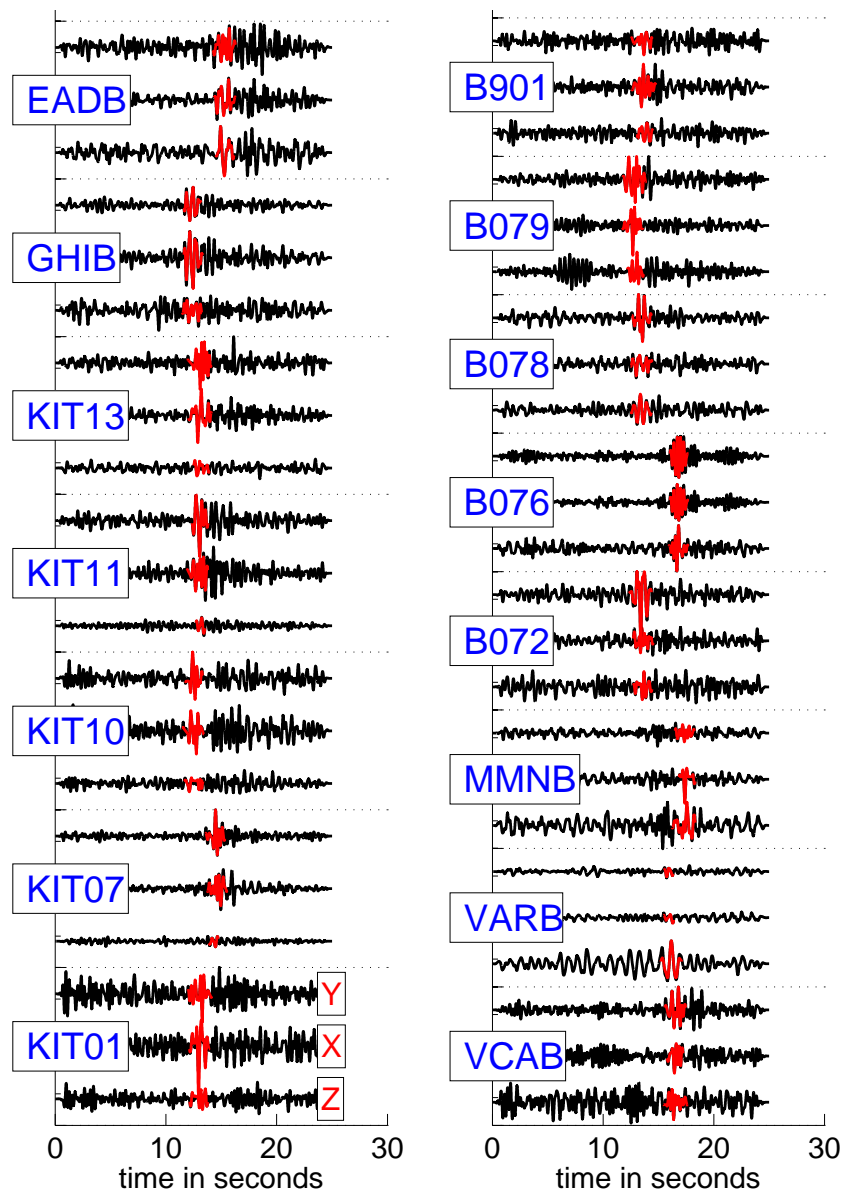 EADB
GHIB
KIT13
KIT11
KIT10
KIT07
Y
KIT01
X
Z
0 10 20 30
time in seconds
B901
B079
B078
B076
B072
MMNB
VARB
VCAB
0 10 20 30
time in seconds